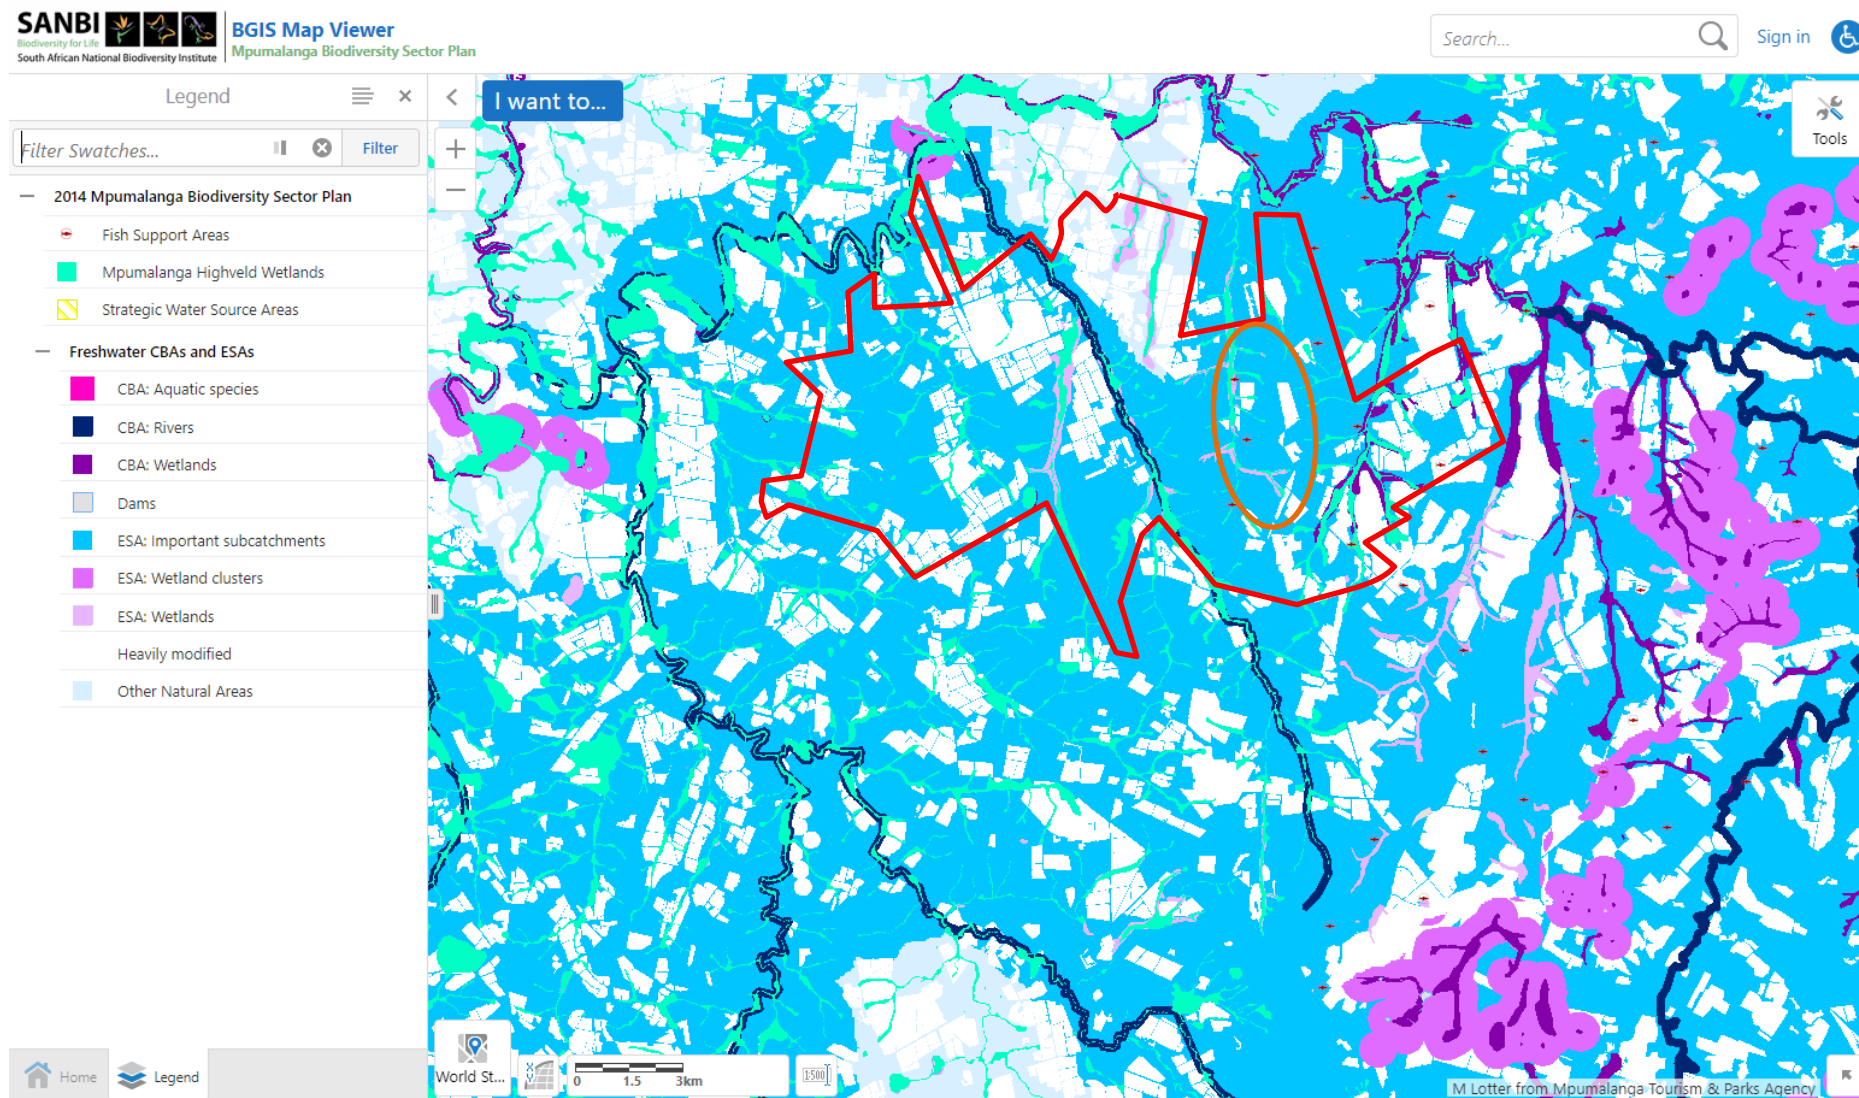 SANBI
Biodiversity for Life
South African National Biodiversity Institute
BGIS Map Viewer
Mpumalanga Biodiversity Sector Plan
Search...
Sign in
Legend
I want to...
Tools
Filter Swatches...
Filter
2014 Mpumalanga Biodiversity Sector Plan
Fish Support Areas
Mpumalanga Highveld Wetlands
Strategic Water Source Areas
Freshwater CBAs and ESAs
CBA: Aquatic species
CBA: Rivers
CBA: Wetlands
Dams
ESA: Important subcatchments
ESA: Wetland clusters
ESA: Wetlands
Heavily modified
Other Natural Areas
Home
Legend
World St...
0 1.5 3km
1:500
M Lotter from Mpumalanga Tourism & Parks Agency